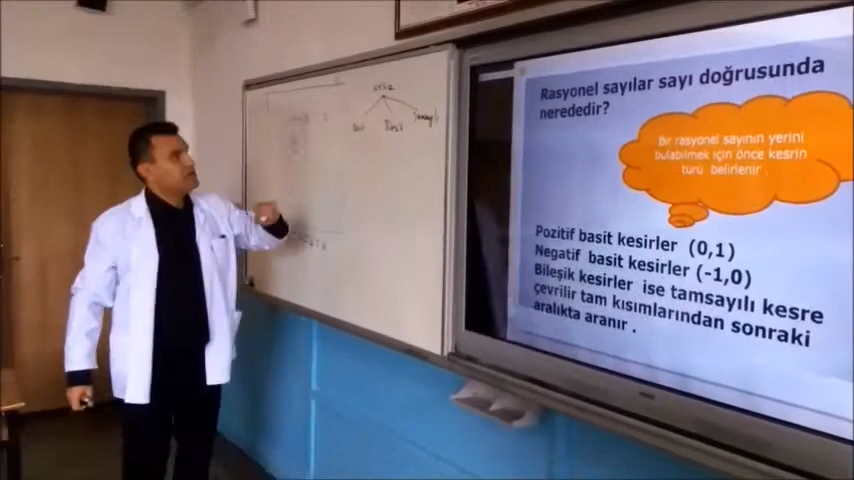 Rasyonel sayılar sayı doğrusunda
nerededir?
Bir rasyonel sayının yerini
bulabilmek için önce kesrin
türü belirlenir.
Pozitif basit kesirler (0,1)
Negatif basit kesirler (-1,0)
Bileşik kesirler ise tamsayılı kesre
çevrilir tam kısımlarından, sonraki
aralıkta aranır.